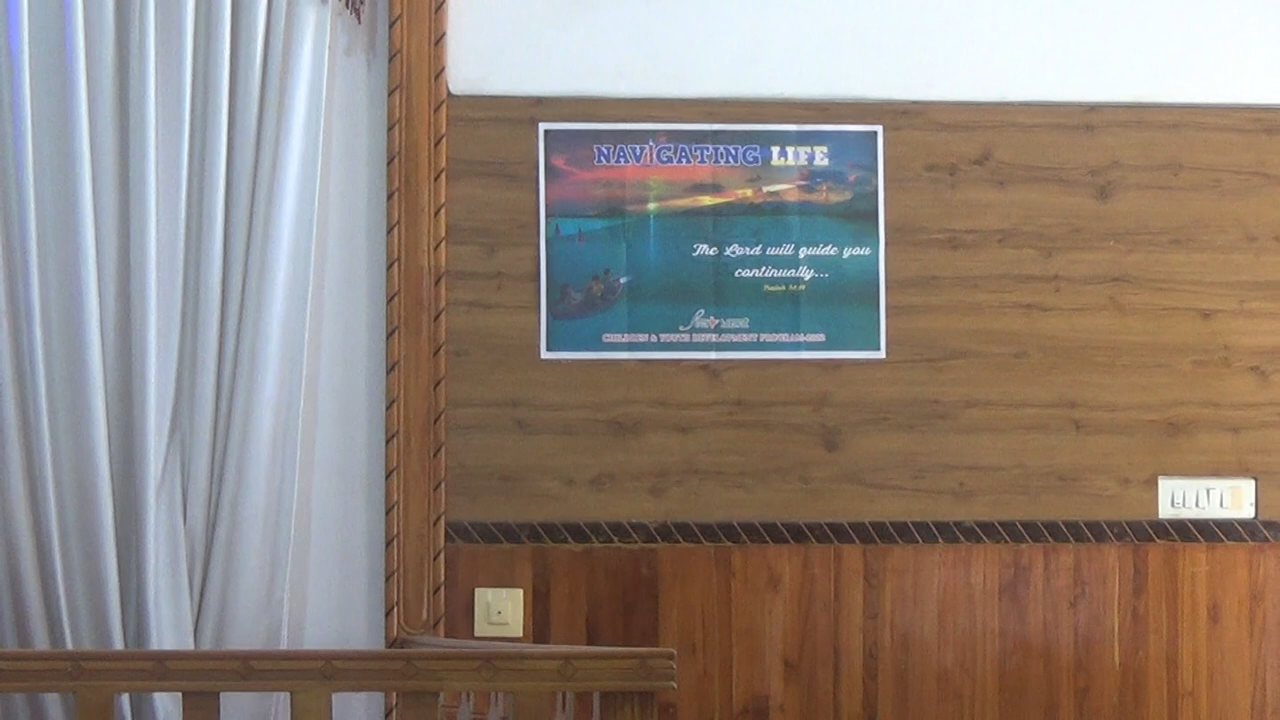 NAVIGATING LIFE
The Lord will guide you
continually...
CHILDREN & YOUTH DEVELOPMENT PROGRAM